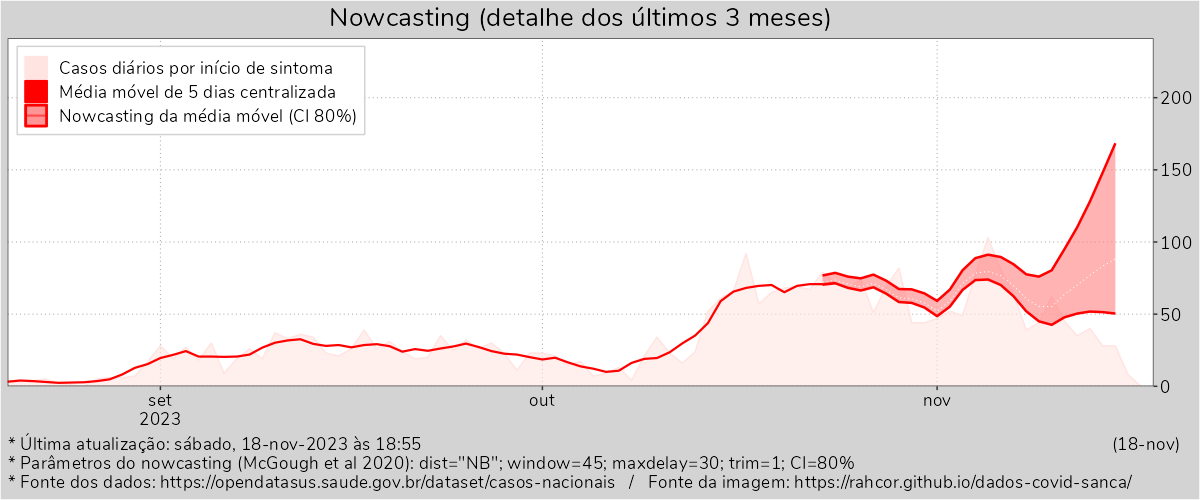 Nowcasting (detalhe dos últimos 3 meses)
Casos diários por início de sintoma
Média móvel de 5 dias centralizada
Nowcasting da média móvel (CI 80%)
200
150
100
50
0
set
2023
out
nov
* Última atualização: sábado, 18-nov-2023 às 18:55
(18-nov)
* Parâmetros do nowcasting (McGough et al 2020): dist="NB"; window=45; maxdelay=30; trim=1; CI=80%
* Fonte dos dados: https://opendatasus.saude.gov.br/dataset/casos-nacionais / Fonte da imagem: https://rahcor.github.io/dados-covid-sanca/